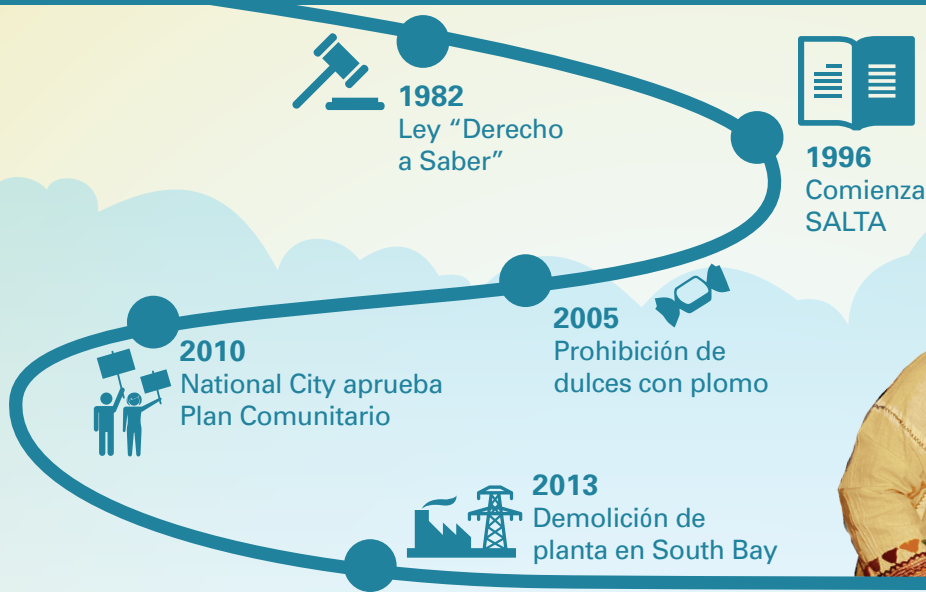 1982
Ley “Derecho
a Saber”
1996
Comienza
SALTA
2005
Prohibición de
dulces con plomo
2010
National City aprueba
Plan Comunitario
2013
Demolición de
planta en South Bay